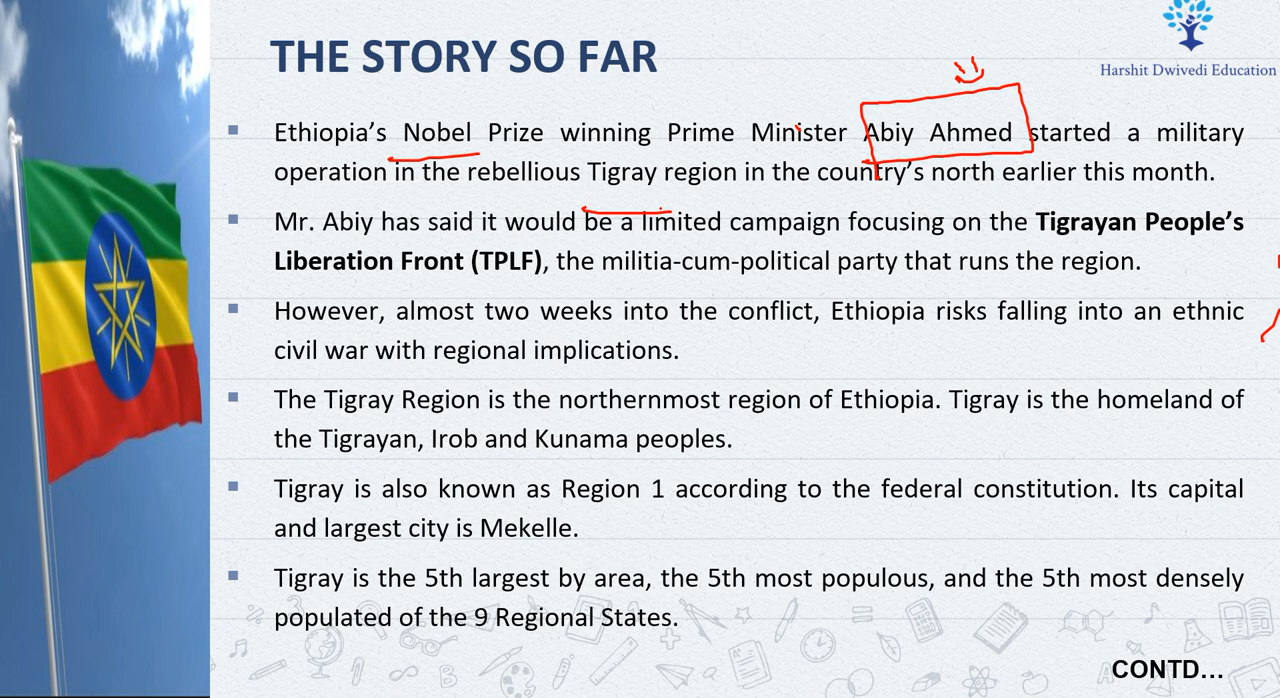 THE STORY SO FAR
Harshit Dwivedi Education
Ethiopia's Nobel Prize winning Prime Minister Abiy Ahmed started a military
operation in the rebellious Tigray region in the country's north earlier this month.
Mr. Abiy has said it would be a limited campaign focusing on the Tigrayan People's
Liberation Front (TPLF), the militia-cum-political party that runs the region.
However, almost two weeks into the conflict, Ethiopia risks falling into an ethnic
civil war with regional implications.
The Tigray Region is the northernmost region of Ethiopia. Tigray is the homeland of
the Tigrayan, Irob and Kunama peoples.
Tigray is also known as Region 1 according to the federal constitution. Its capital
and largest city is Mekelle.
Tigray is the 5th largest by area, the 5th most populous, and the 5th most densely
populated of the 9 Regional States.
CONTD...